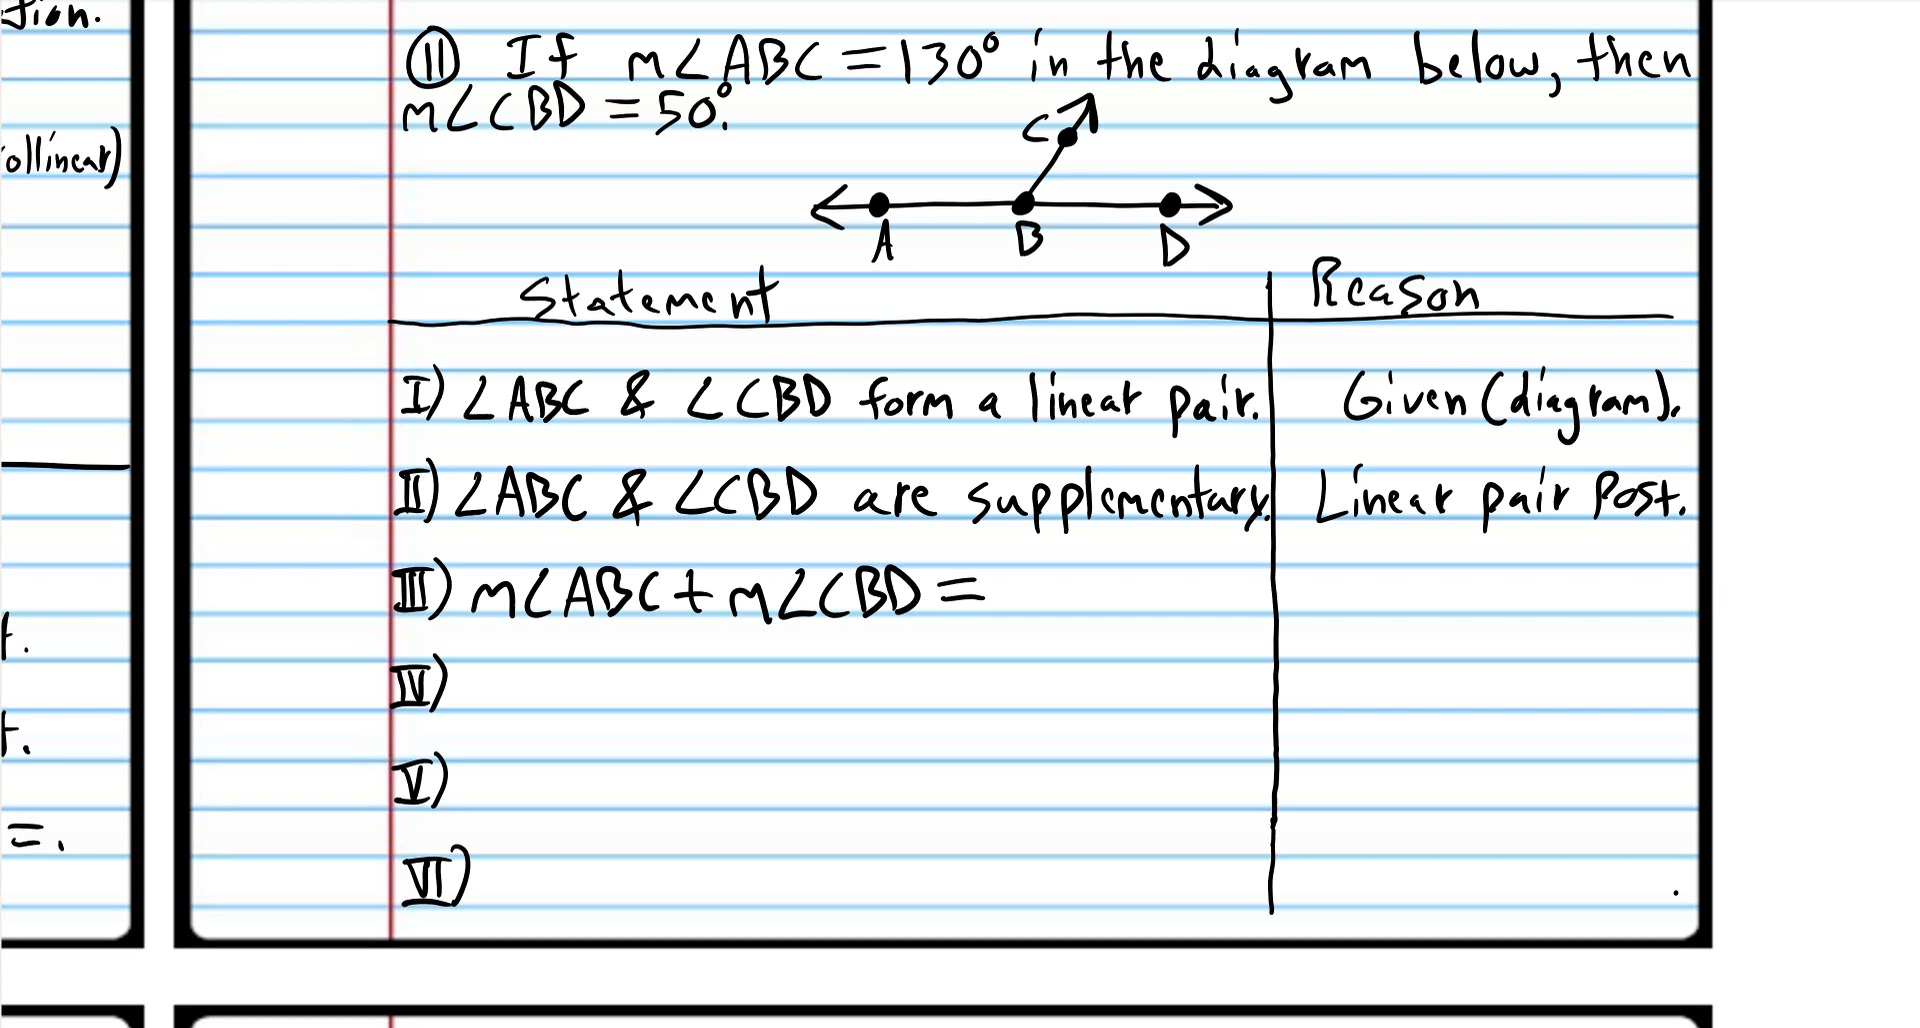 tion.
ollinear)
t.
t.
=.
⑪ If m∠ABC = 130° in the diagram below, then
m∠CBD = 50°.
C
A B D
Statement Reason
I) ∠ABC & ∠CBD form a linear pair. Given (diagram).
II) ∠ABC & ∠CBD are supplementary. Linear pair Post.
III) m∠ABC + m∠CBD =
IV)
V)
VI) .